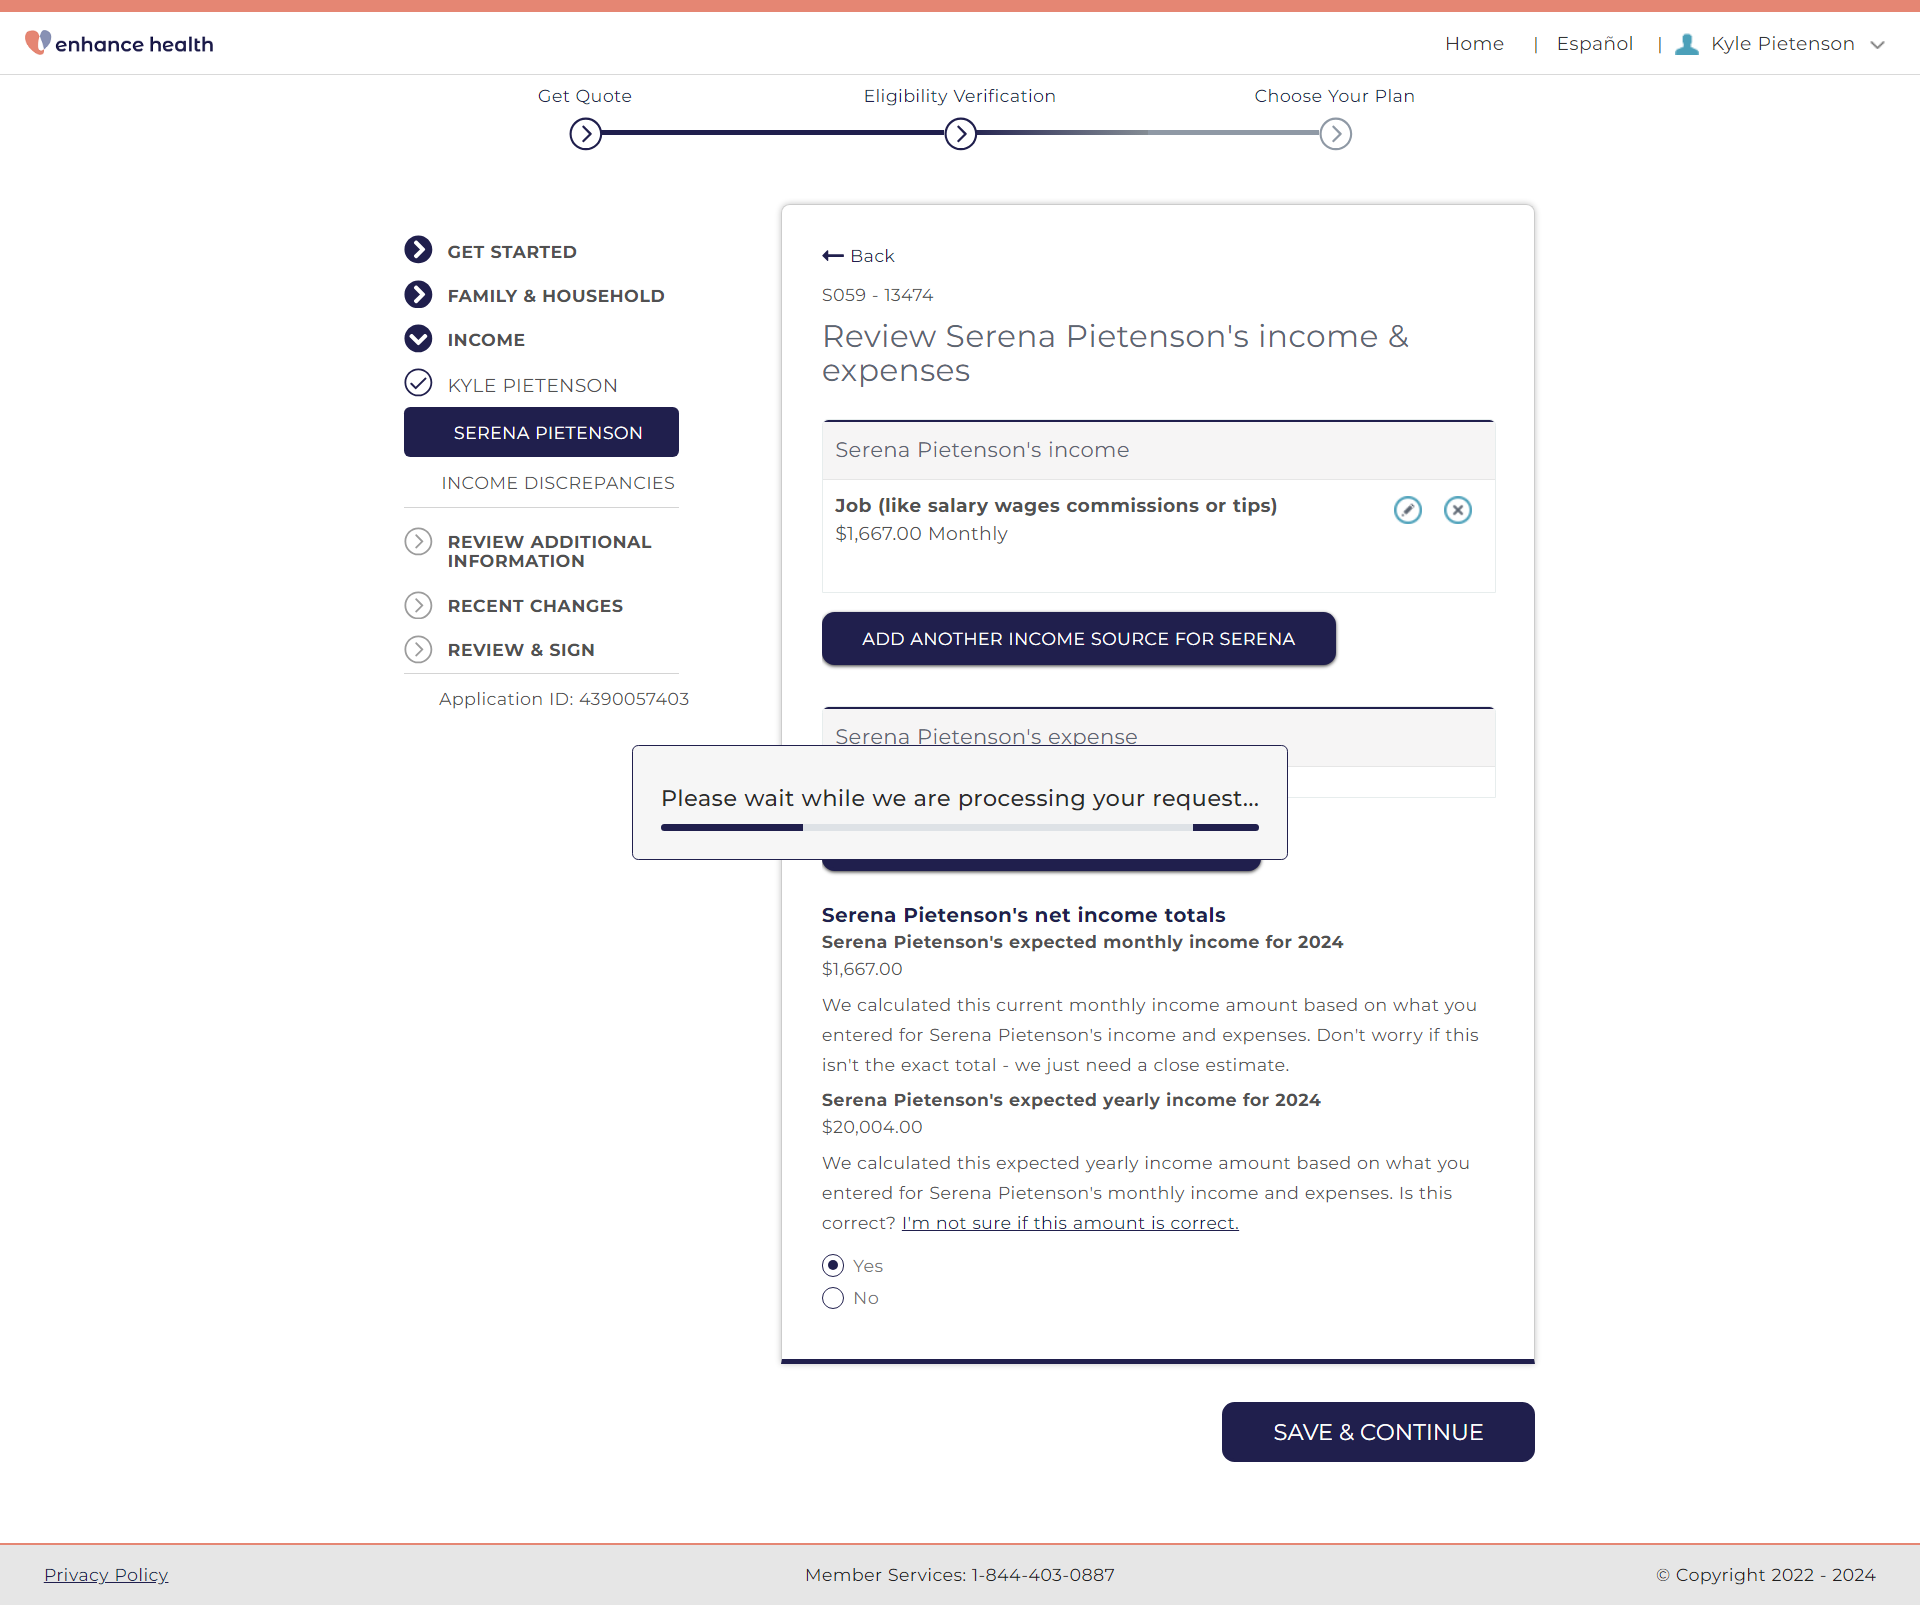 enhance health
Home | Español | Kyle Pietenson
Get Quote
Eligibility Verification
Choose Your Plan
GET STARTED
FAMILY & HOUSEHOLD
INCOME
KYLE PIETENSON
SERENA PIETENSON
INCOME DISCREPANCIES
REVIEW ADDITIONAL
INFORMATION
RECENT CHANGES
REVIEW & SIGN
Application ID: 4390057403
Back
S059 - 13474
Review Serena Pietenson's income &
expenses
Serena Pietenson's income
Job (like salary wages commissions or tips)
$1,667.00 Monthly
ADD ANOTHER INCOME SOURCE FOR SERENA
Serena Pietenson's expense
Please wait while we are processing your request...
Serena Pietenson's net income totals
Serena Pietenson's expected monthly income for 2024
$1,667.00
We calculated this current monthly income amount based on what you
entered for Serena Pietenson's income and expenses. Don't worry if this
isn't the exact total - we just need a close estimate.
Serena Pietenson's expected yearly income for 2024
$20,004.00
We calculated this expected yearly income amount based on what you
entered for Serena Pietenson's monthly income and expenses. Is this
correct? I'm not sure if this amount is correct.
Yes
No
SAVE & CONTINUE
Privacy Policy
Member Services: 1-844-403-0887
© Copyright 2022 - 2024